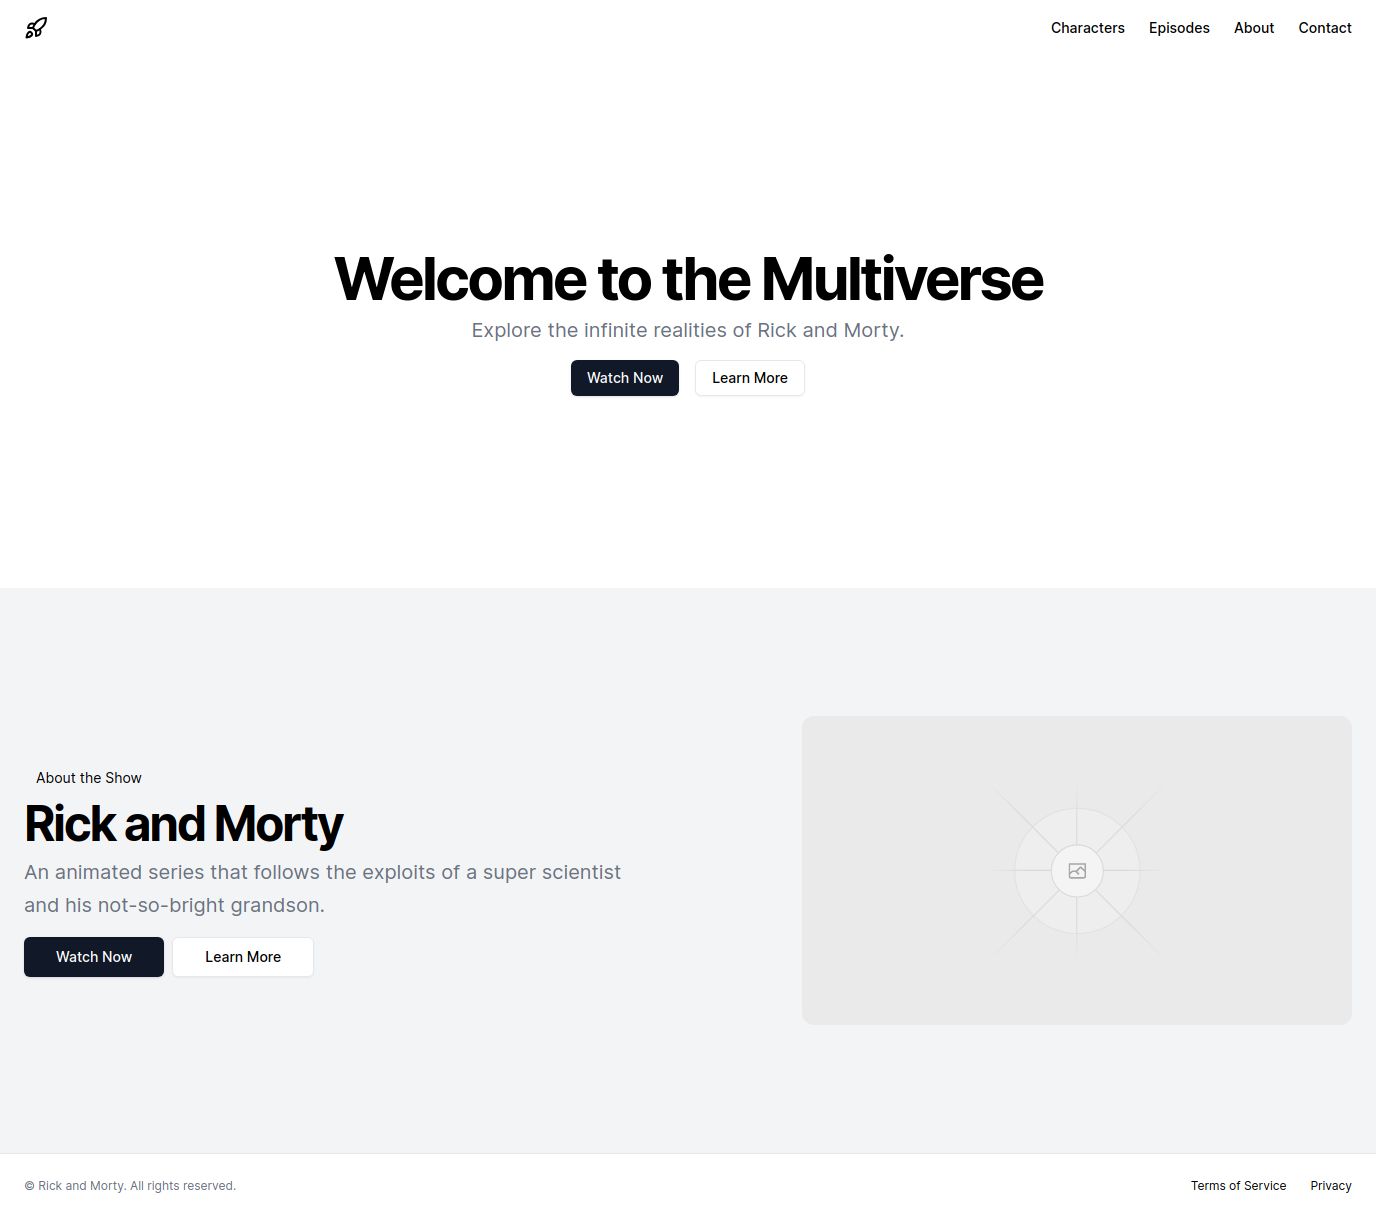 Characters Episodes About Contact
Welcome to the Multiverse
Explore the infinite realities of Rick and Morty.
Watch Now Learn More
About the Show
Rick and Morty
An animated series that follows the exploits of a super scientist
and his not-so-bright grandson.
Watch Now Learn More
© Rick and Morty. All rights reserved. Terms of Service Privacy